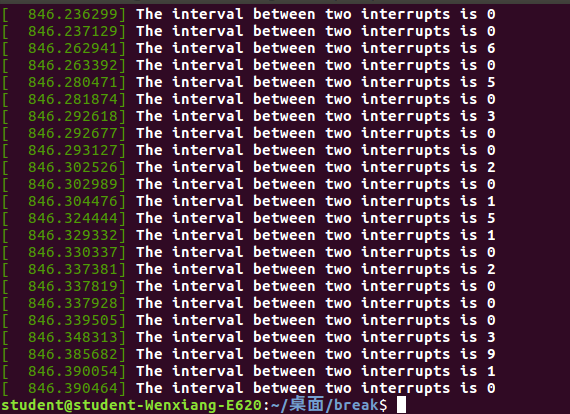 [  846.236299] The interval between two interrupts is 0
[  846.237129] The interval between two interrupts is 0
[  846.262941] The interval between two interrupts is 6
[  846.263392] The interval between two interrupts is 0
[  846.280471] The interval between two interrupts is 5
[  846.281874] The interval between two interrupts is 0
[  846.292618] The interval between two interrupts is 3
[  846.292677] The interval between two interrupts is 0
[  846.293127] The interval between two interrupts is 0
[  846.302526] The interval between two interrupts is 2
[  846.302989] The interval between two interrupts is 0
[  846.304476] The interval between two interrupts is 1
[  846.324444] The interval between two interrupts is 5
[  846.329332] The interval between two interrupts is 1
[  846.330337] The interval between two interrupts is 0
[  846.337381] The interval between two interrupts is 2
[  846.337819] The interval between two interrupts is 0
[  846.337928] The interval between two interrupts is 0
[  846.339505] The interval between two interrupts is 0
[  846.348313] The interval between two interrupts is 3
[  846.385682] The interval between two interrupts is 9
[  846.390054] The interval between two interrupts is 1
[  846.390464] The interval between two interrupts is 0
student@student-Wenxiang-E620:~/桌面/break$